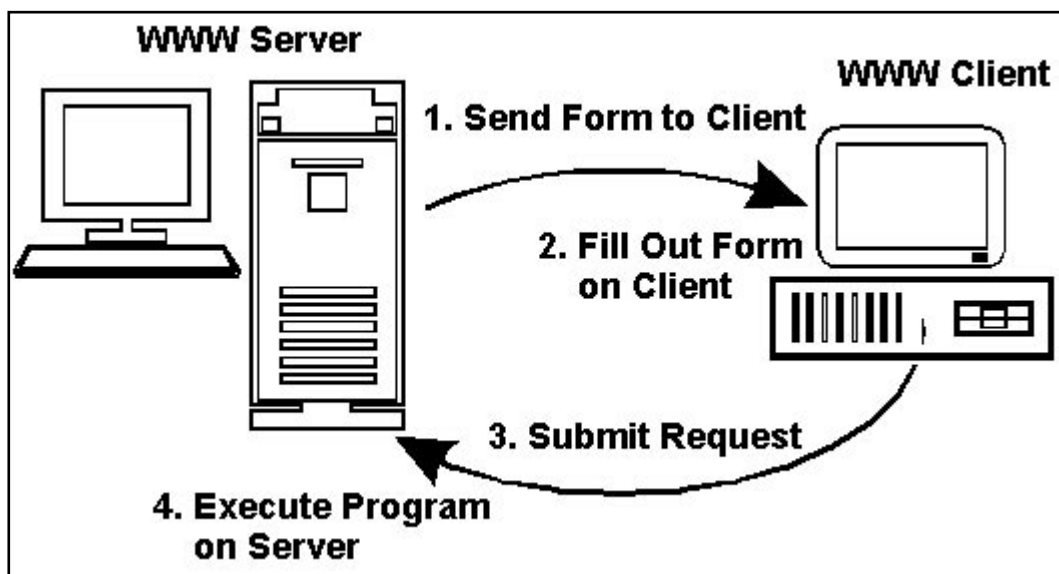 WWW Server
WWW Client
1. Send Form to Client
2. Fill Out Form
on Client
3. Submit Request
4. Execute Program
on Server